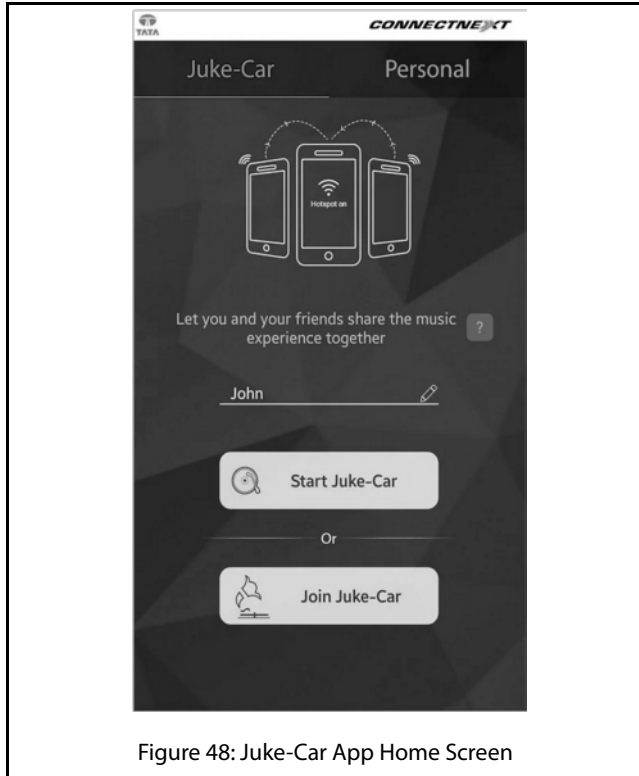 TATA
CONNECTNEXT
Juke-Car Personal
Hotspot on
Let you and your friends share the music
experience together
?
John
Start Juke-Car
Or
Join Juke-Car
Figure 48: Juke-Car App Home Screen